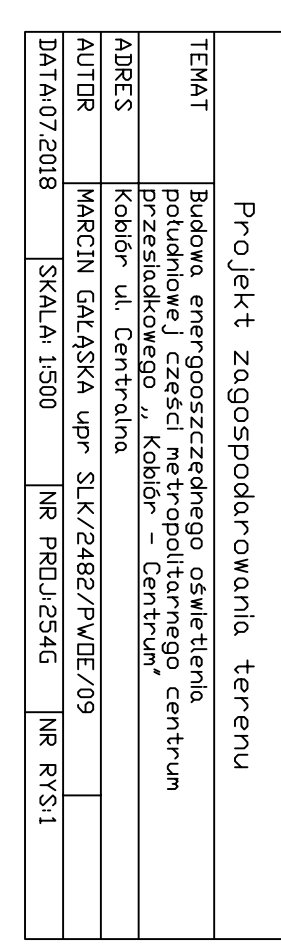 Projekt zagospodarowania terenu
TEMAT
Budowa energooszczędnego oświetlenia
południowej części metropolitarnego centrum
przesiadkowego ,, Kobiór - Centrum"
ADRES
Kobiór ul. Centralna
AUTOR
MARCIN GAŁĄSKA upr SLK/2482/PWOE/09
DATA:07.2018
SKALA: 1:500
NR PROJ:254G
NR RYS:1